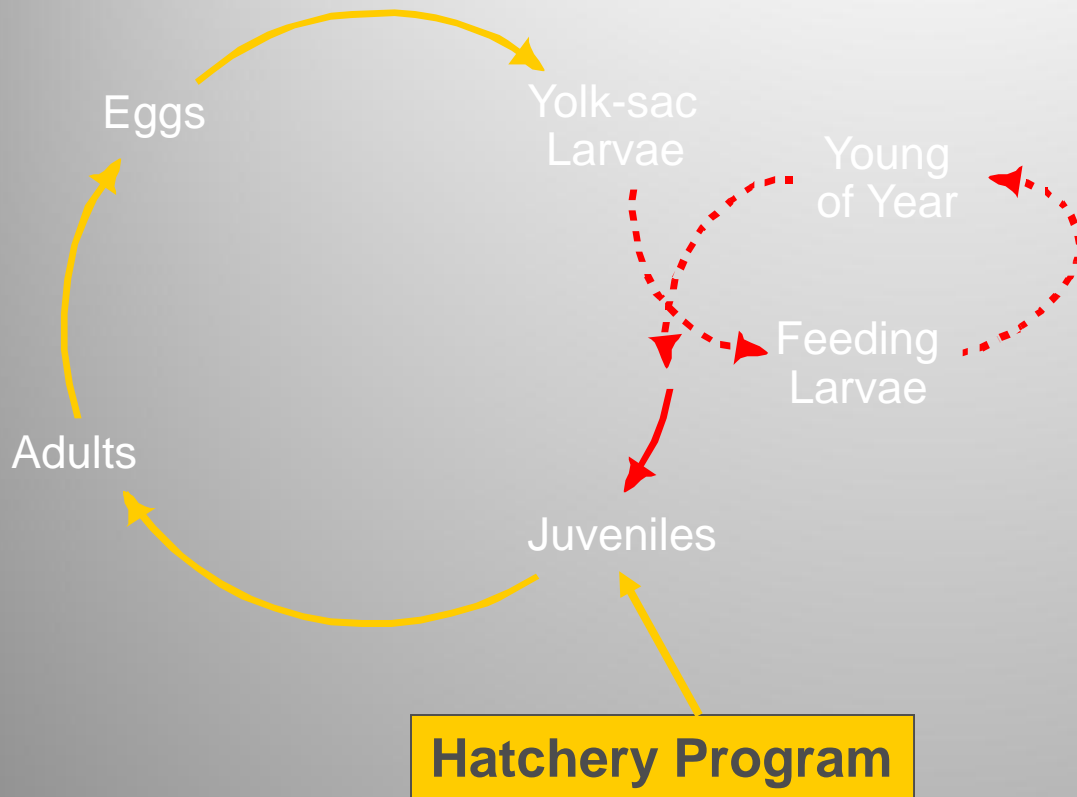 Eggs
Yolk-sac
Larvae
Young
of Year
Feeding
Larvae
Adults
Juveniles
Hatchery Program